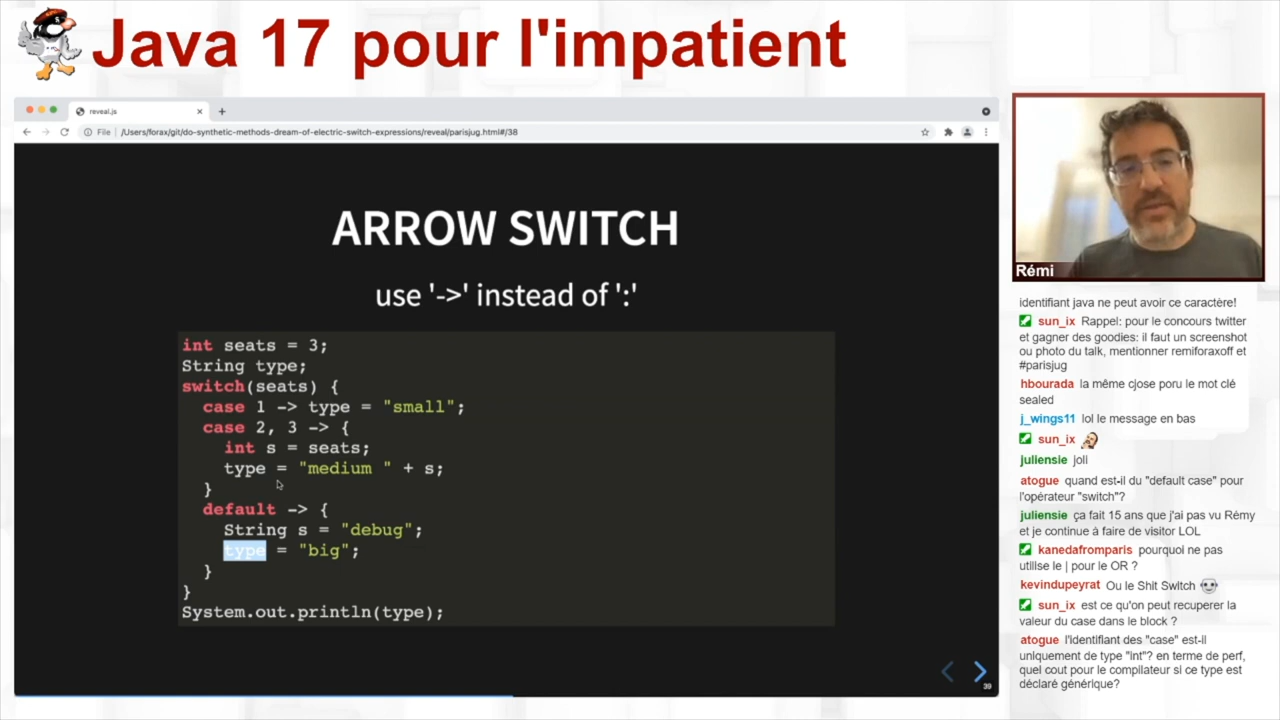 Java 17 pour l'impatient
reveal.js
File | /Users/forax/git/do-synthetic-methods-dream-of-electric-switch-expressions/reveal/parisjug.html#/38
ARROW SWITCH
use '->' instead of ':'
int seats = 3;
String type;
switch(seats) {
case 1 -> type = "small";
case 2, 3 -> {
int s = seats;
type = "medium " + s;
}
default -> {
String s = "debug";
type = "big";
}
}
System.out.println(type);
39
Rémi
identifiant java ne peut avoir ce caractère!
sun_ix Rappel: pour le concours twitter
et gagner des goodies: il faut un screenshot
ou photo du talk, mentionner remiforaxoff et
#parisjug
hbourada la même cjose poru le mot clé
sealed
j_wings11 lol le message en bas
sun_ix
juliensie joli
atogue quand est-il du "default case" pour
l'opérateur "switch"?
juliensie ça fait 15 ans que j'ai pas vu Rémy
et je continue à faire de visitor LOL
kanedafromparis pourquoi ne pas
utilise le | pour le OR ?
kevindupeyrat Ou le Shit Switch
sun_ix est ce qu'on peut recuperer la
valeur du case dans le block ?
atogue l'identifiant des "case" est-il
uniquement de type "int"? en terme de perf,
quel cout pour le compilateur si ce type est
déclaré générique?